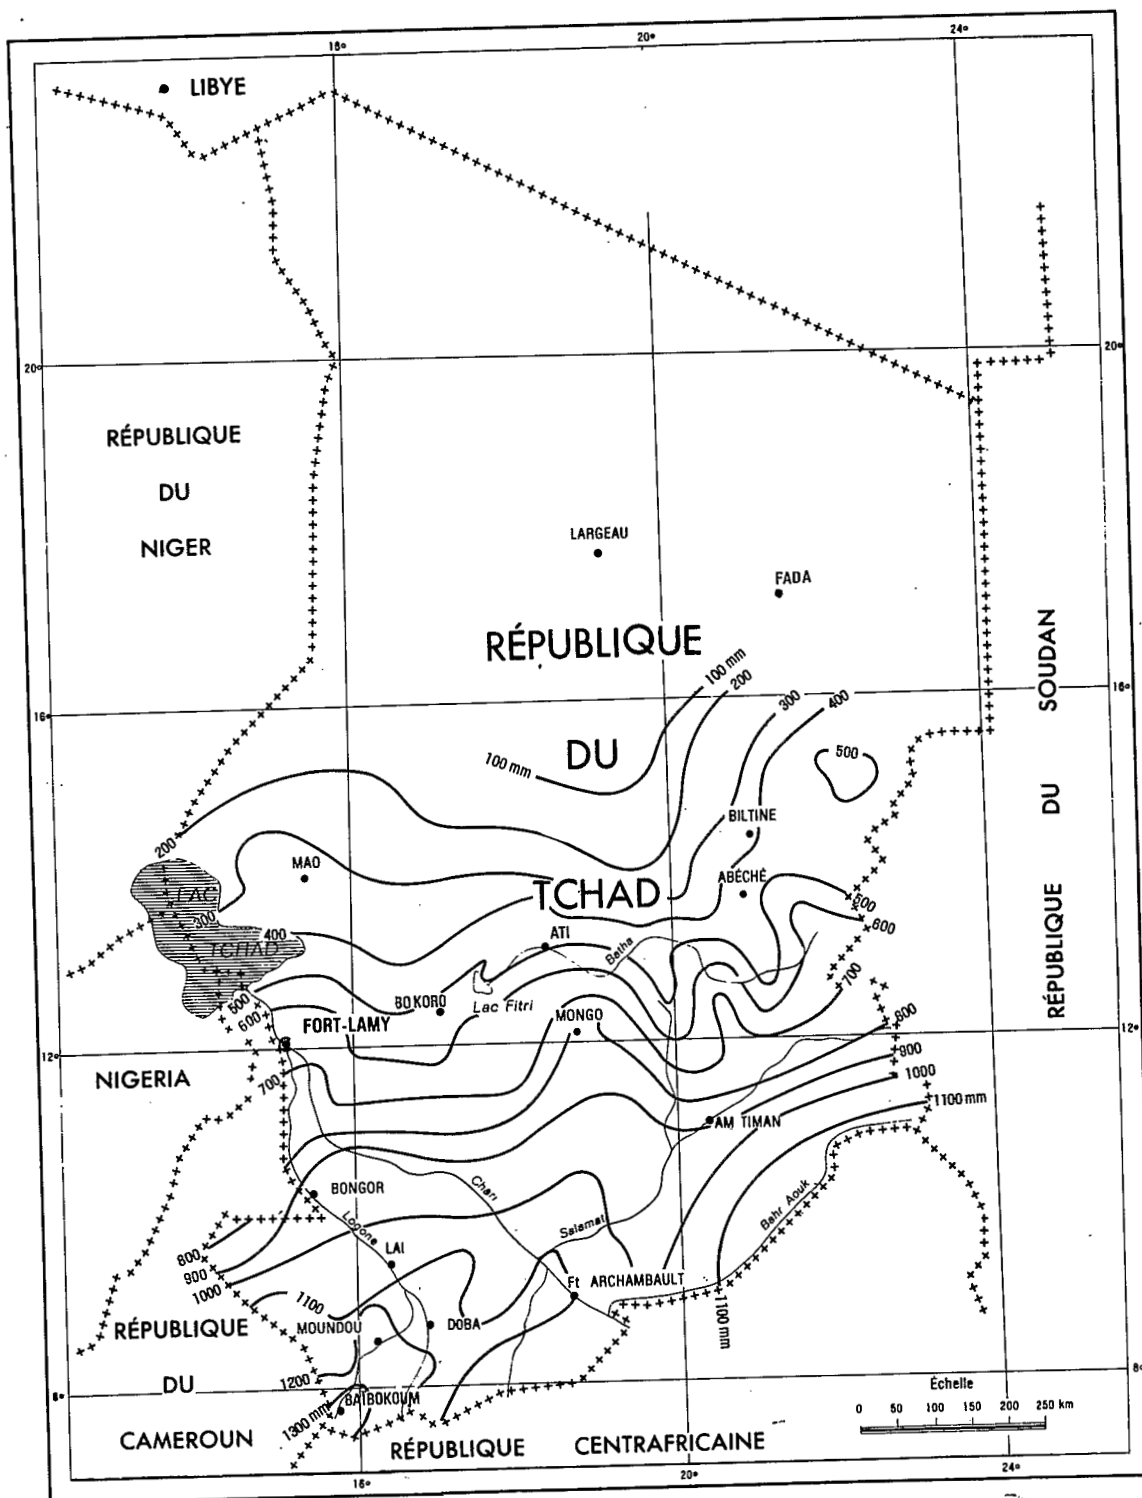 16°
20°
24°
LIBYE
20°
20°
RÉPUBLIQUE
DU
NIGER
LARGEAU
FADA
RÉPUBLIQUE
DU
TCHAD
SOUDAN
DU
RÉPUBLIQUE
16°
16°
100 mm
200
300
400
500
100 mm
BILTINE
ABÉCHÉ
200
MAO
LAC
TCHAD
300
400
500
600
700
ATI
Batha
500
600
BOKORO
Lac Fitri
MONGO
FORT-LAMY
800
900
1000
1100 mm
12°
12°
NIGERIA
700
AM TIMAN
BONGOR
Chari
Logone
Salamat
Bahr Aouk
LAI
800
900
1000
1100
Ft ARCHAMBAULT
1100 mm
RÉPUBLIQUE
DU
CAMEROUN
MOUNDOU
DOBA
1200
BAÏBOKOUM
1300 mm
8°
8°
RÉPUBLIQUE CENTRAFRICAINE
Échelle
0 50 100 150 200 250 km
16°
20°
24°